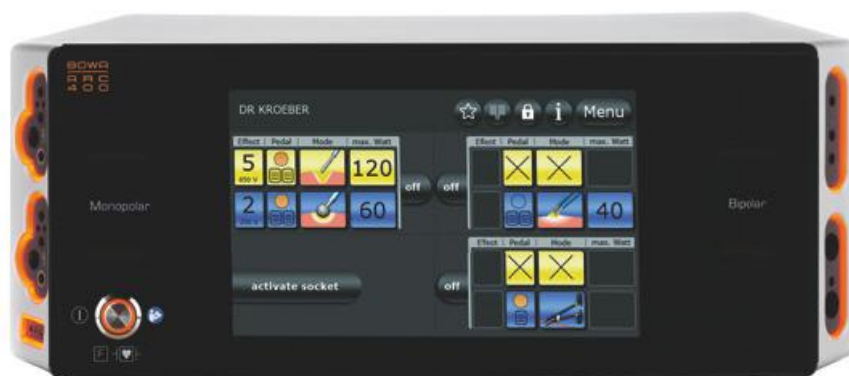 BOWA
ARC
400
DR KROEBER
i
Menu
Effect Pedal Mode max. Watt
5
120
2
60
off
activate socket
off
Effect Pedal Mode max. Watt
40
off
Effect Pedal Mode max. Watt
Monopolar
Bipolar
F